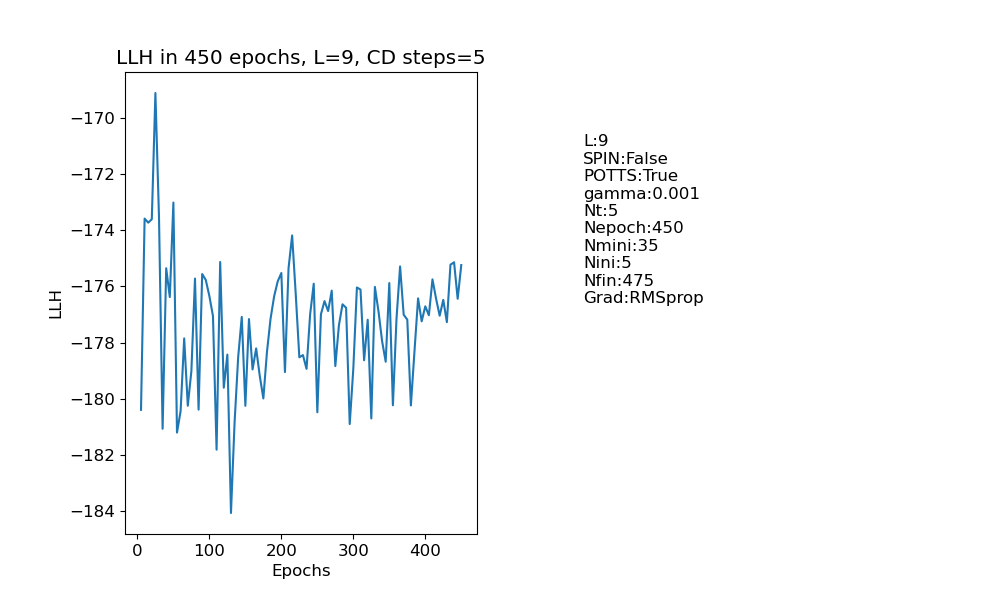 LLH in 450 epochs, L=9, CD steps=5
−170
−172
−174
−176
−178
−180
−182
−184
LLH
0 100 200 300 400
Epochs
L:9
SPIN:False
POTTS:True
gamma:0.001
Nt:5
Nepoch:450
Nmini:35
Nini:5
Nfin:475
Grad:RMSprop